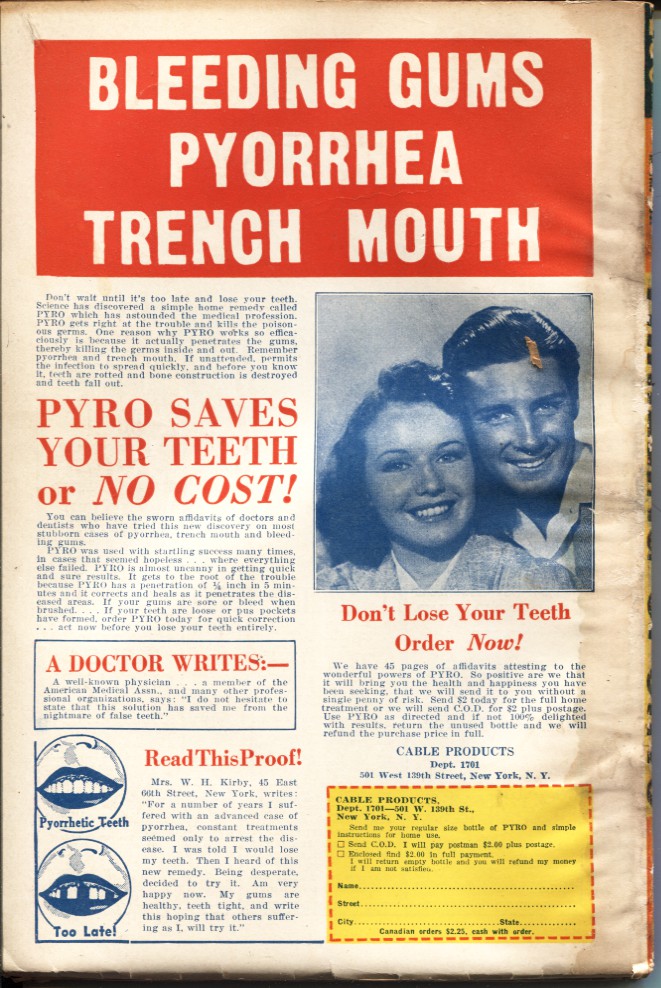 BLEEDING GUMS
PYORRHEA
TRENCH MOUTH
Don't wait until it's too late and lose your teeth.
Science has discovered a simple home remedy called
PYRO which has astounded the medical profession.
PYRO gets right at the trouble and kills the poison-
ous germs. One reason why PYRO works so effica-
ciously is because it actually penetrates the gums,
thereby killing the germs inside and out. Remember
pyorrhea and trench mouth. If unattended, permits
the infection to spread quickly, and before you know
it, teeth are rotted and bone construction is destroyed
and teeth fall out.
PYRO SAVES
YOUR TEETH
or NO COST!
You can believe the sworn affidavits of doctors and
dentists who have tried this new discovery on most
stubborn cases of pyorrhea, trench mouth and bleed-
ing gums.
PYRO was used with startling success many times,
in cases that seemed hopeless . . . where everything
else failed. PYRO is almost uncanny in getting quick
and sure results. It gets to the root of the trouble
because PYRO has a penetration of inch in 5 min-
utes and it corrects and heals as it penetrates the dis-
eased areas. If your gums are sore or bleed when
brushed. . . . If your teeth are loose or pus pockets
have formed, order PYRO today for quick correction
. . . act now before you lose your teeth entirely.
A DOCTOR WRITES:—
A well-known physician . . . a member of the
American Medical Assn., and many other profes-
sional organizations, says: "I do not hesitate to
state that this solution has saved me from the
nightmare of false teeth."
Pyorrhetic Teeth
Too Late!
Read This Proof!
Mrs. W. H. Kirby, 45 East
66th Street, New York, writes:
"For a number of years I suf-
fered with an advanced case of
pyorrhea, constant treatments
seemed only to arrest the dis-
ease. I was told I would lose
my teeth. Then I heard of this
new remedy. Being desperate,
decided to try it. Am very
happy now. My gums are
healthy, teeth tight, and write
this hoping that others suffer-
ing as I, will try it."
Don't Lose Your Teeth
Order Now!
We have 45 pages of affidavits attesting to the
wonderful powers of PYRO. So positive are we that
it will bring you the health and happiness you have
been seeking, that we will send it to you without a
single penny of risk. Send $2 today for the full home
treatment or we will send C.O.D. for $2 plus postage.
Use PYRO as directed and if not 100% delighted
with results, return the unused bottle and we will
refund the purchase price in full.
CABLE PRODUCTS
Dept. 1701
501 West 139th Street, New York, N. Y.
CABLE PRODUCTS,
Dept. 1701—501 W. 139th St.,
New York, N. Y.
Send me your regular size bottle of PYRO and simple
instructions for home use.
□ Send C.O.D. I will pay postman $2.00 plus postage.
□ Enclosed find $2.00 in full payment.
I will return empty bottle and you will refund my money
if I am not satisfied.
Name
Street
City State
Canadian orders $2.25, cash with order.